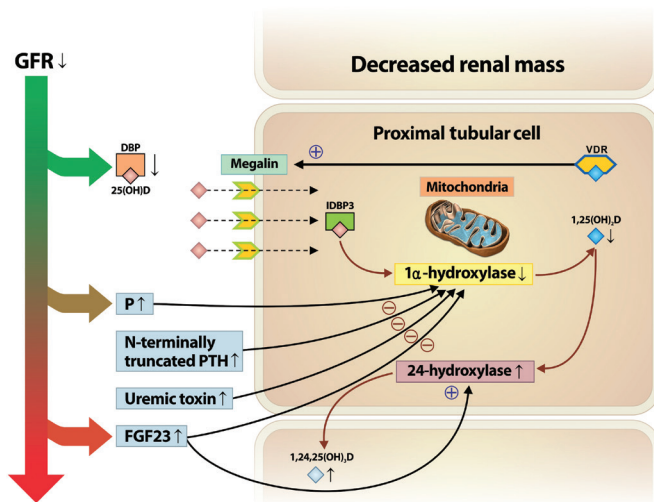 GFR↓
Decreased renal mass
Proximal tubular cell
DBP
↓
25(OH)D
Megalin
⊕
VDR
Mitochondria
IDBP3
1,25(OH)₂D
↓
1α-hydroxylase↓
P↑
⊖
⊖
⊖
⊖
N-terminally
truncated PTH↑
24-hydroxylase↑
Uremic toxin↑
⊕
FGF23↑
1,24,25(OH)₃D
↑